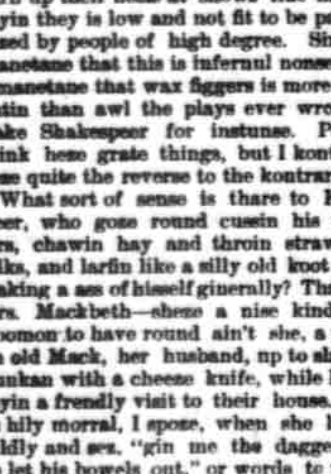 yin they is low and not fit to be p
sed by people of high degree. Si
anetane that this is infernul nonse
manetane that wax figgers is more
tin than awl the plays ever wro
ake Shakespeer for instunse.
ink heze grate things, but I kont
se quite the reverse to the kontrar
What sort of sense is thare to
eer, who goze round cussin his
rs, chawin hay and throin straw
lks, and larfin like a silly old koot
aking a ass of hisself ginerally? Th
rs. Mackbeth—sheze a nise kind
oomon to have round ain't she, a
old Mack, her husband, up to sl
unkan with a cheeze knife, while
yin a frendly visit to their house.
hily morral, I spoze, when she
ldly and sez, "gin me the dagge
let his bowels out," or words to